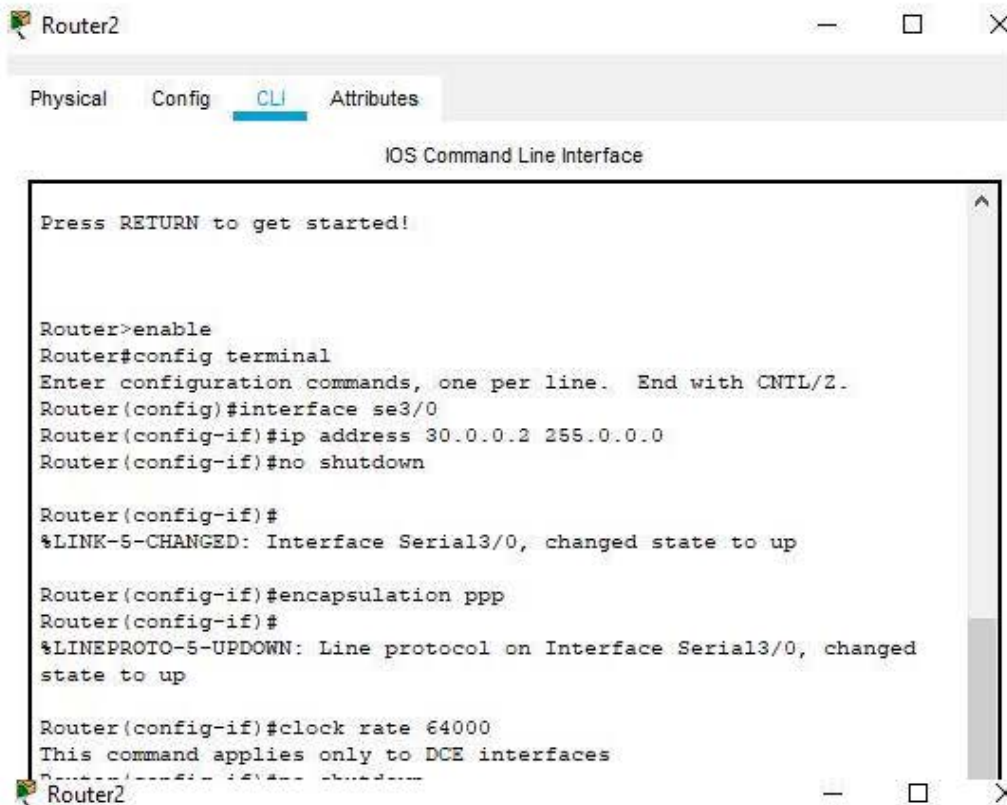 Router2
Physical Config CLI Attributes
IOS Command Line Interface
Press RETURN to get started!
Router>enable
Router#config terminal
Enter configuration commands, one per line. End with CNTL/Z.
Router(config)#interface se3/0
Router(config-if)#ip address 30.0.0.2 255.0.0.0
Router(config-if)#no shutdown
Router(config-if)#
%LINK-5-CHANGED: Interface Serial3/0, changed state to up
Router(config-if)#encapsulation ppp
Router(config-if)#
%LINEPROTO-5-UPDOWN: Line protocol on Interface Serial3/0, changed
state to up
Router(config-if)#clock rate 64000
This command applies only to DCE interfaces
Router(config-if)#no shutdown
Router2